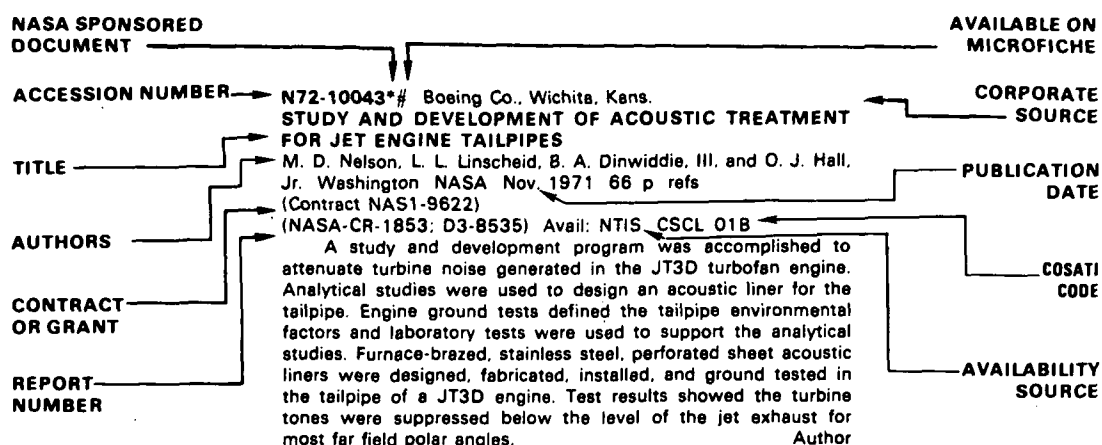 NASA SPONSORED
DOCUMENT
AVAILABLE ON
MICROFICHE
ACCESSION NUMBER
N72-10043*# Boeing Co., Wichita, Kans.
CORPORATE
SOURCE
STUDY AND DEVELOPMENT OF ACOUSTIC TREATMENT
FOR JET ENGINE TAILPIPES
TITLE
M. D. Nelson, L. L. Linscheid, B. A. Dinwiddie, III, and O. J. Hall,
Jr. Washington NASA Nov. 1971 66 p refs
PUBLICATION
DATE
(Contract NAS1-9622)
(NASA-CR-1853; D3-8535) Avail: NTIS CSCL 01B
AUTHORS
A study and development program was accomplished to
attenuate turbine noise generated in the JT3D turbofan engine.
COSATI
CODE
Analytical studies were used to design an acoustic liner for the
tailpipe. Engine ground tests defined the tailpipe environmental
CONTRACT
OR GRANT
factors and laboratory tests were used to support the analytical
studies. Furnace-brazed, stainless steel, perforated sheet acoustic
AVAILABILITY
SOURCE
liners were designed, fabricated, installed, and ground tested in
REPORT
NUMBER
the tailpipe of a JT3D engine. Test results showed the turbine
tones were suppressed below the level of the jet exhaust for
most far field polar angles. Author